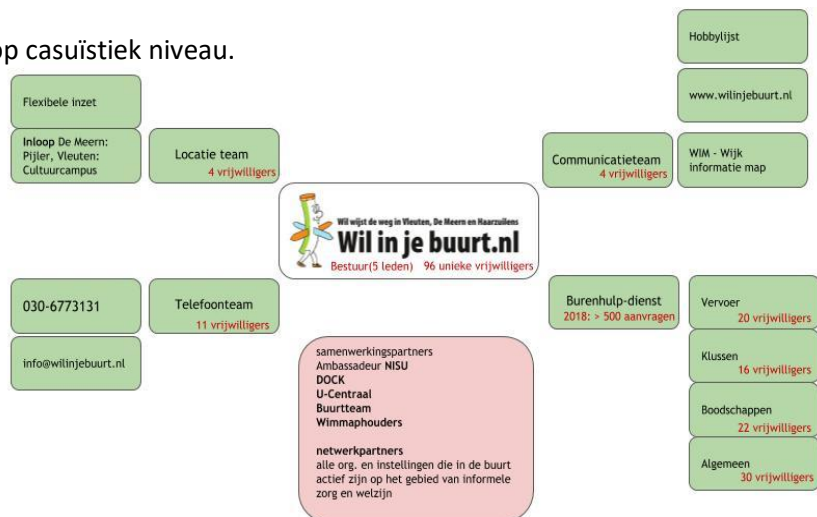 op casuïstiek niveau.
Hobbylijst
www.wilinjebuurt.nl
Flexibele inzet
Inloop De Meern:
Pijler, Vleuten:
Cultuurcampus
Locatie team
4 vrijwilligers
Communicatieteam
4 vrijwilligers
WIM - Wijk
informatie map
Wil wijst de weg in Vleuten, De Meern en Haarzuilens
Wil in je buurt.nl
Bestuur(5 leden) 96 unieke vrijwilligers
030-6773131
Telefoonteam
11 vrijwilligers
info@wilinjebuurt.nl
Burenhulp-dienst
2018: > 500 aanvragen
Vervoer
20 vrijwilligers
Klussen
16 vrijwilligers
Boodschappen
22 vrijwilligers
Algemeen
30 vrijwilligers
samenwerkingspartners
Ambassadeur NISU
DOCK
U-Centraal
Buurtteam
Wimmaphouders
netwerkpartners
alle org. en instellingen die in de buurt
actief zijn op het gebied van informele
zorg en welzijn